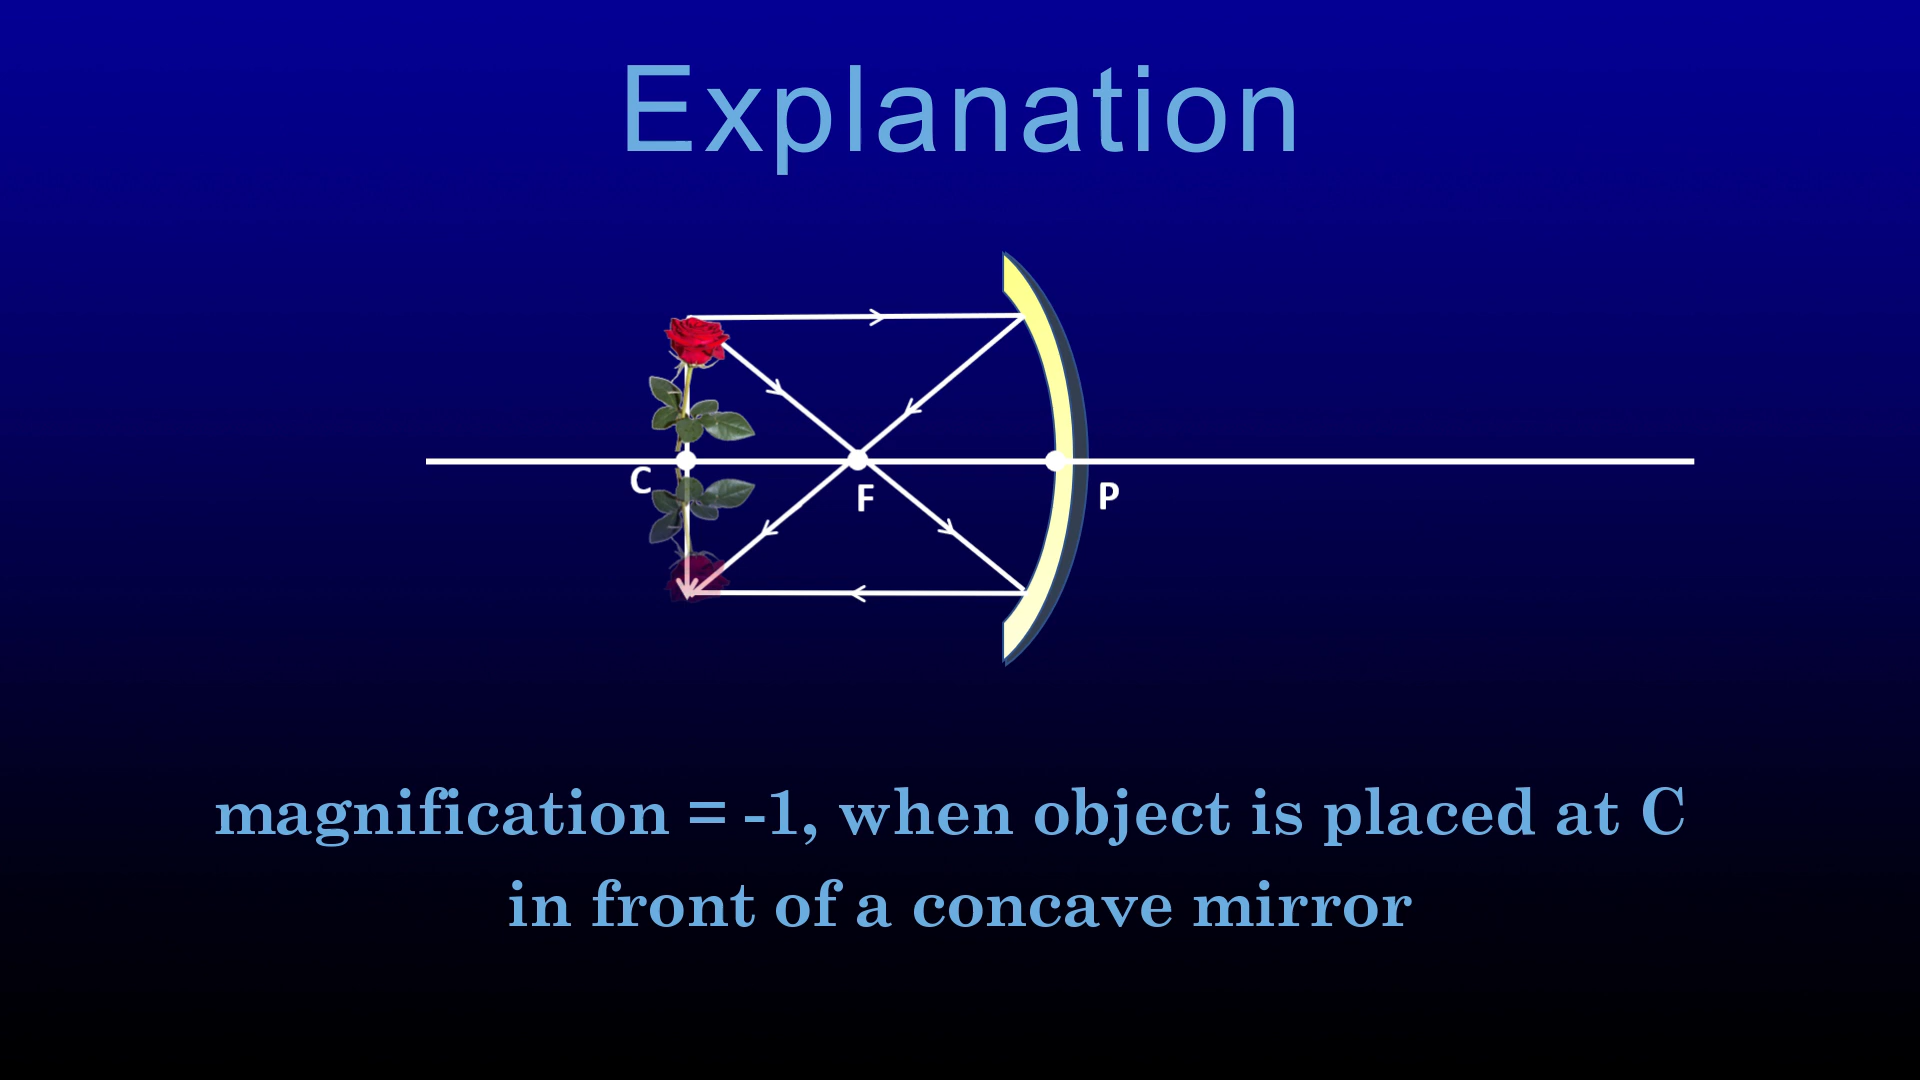 Explanation
C
F
P
magnification = -1, when object is placed at C
in front of a concave mirror